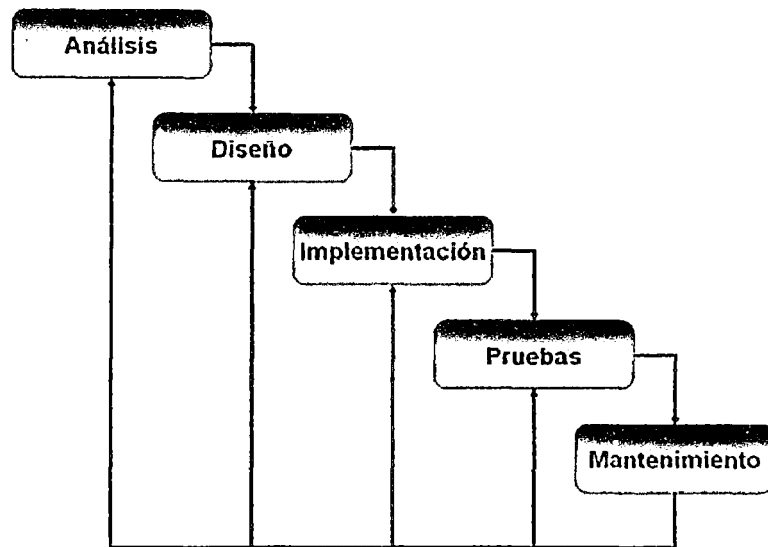 Análisis
Diseño
Implementación
Pruebas
Mantenimiento